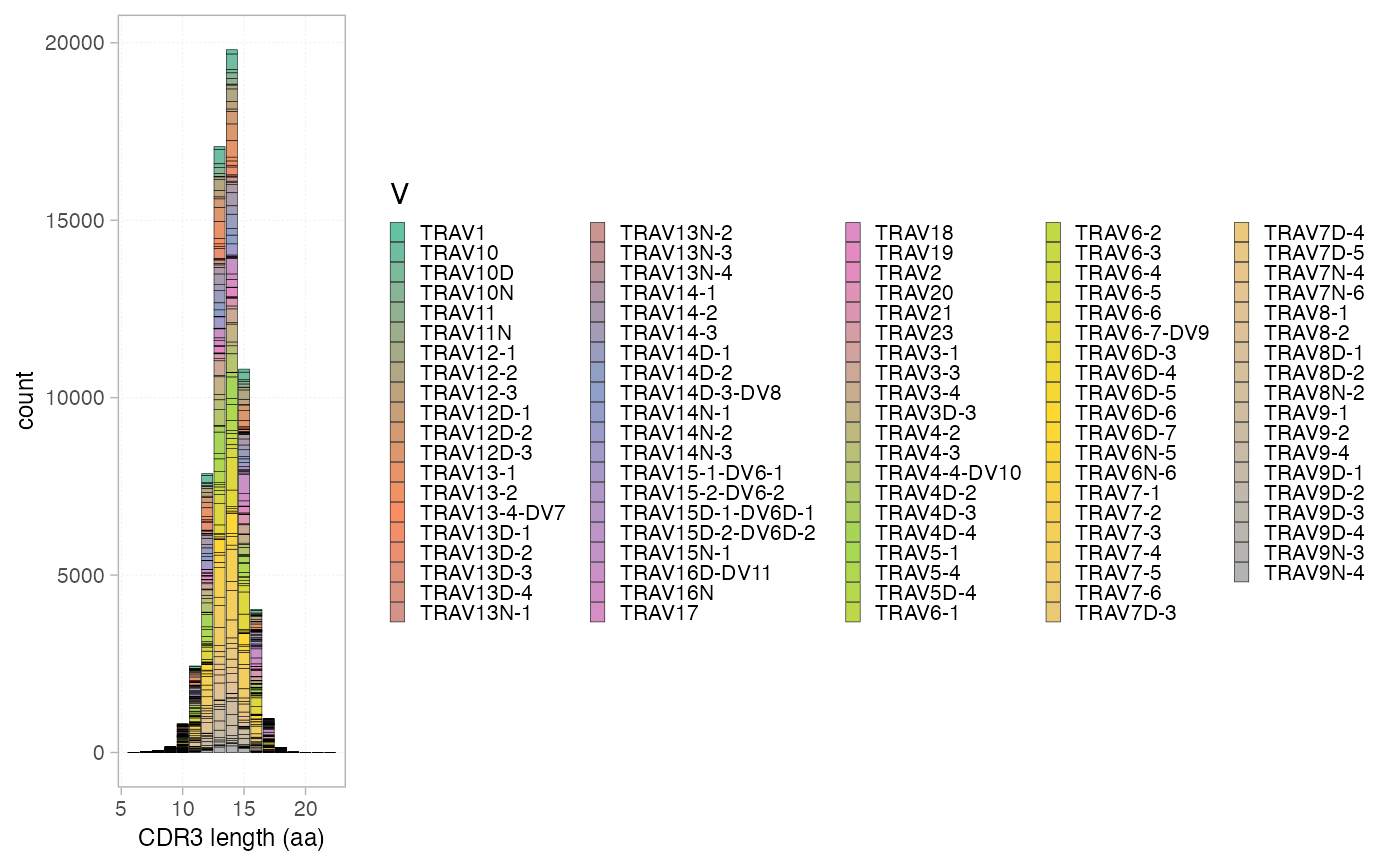 20000
15000
10000
5000
0
count
5
10
15
20
CDR3 length (aa)
V
TRAV1
TRAV10
TRAV10D
TRAV10N
TRAV11
TRAV11N
TRAV12-1
TRAV12-2
TRAV12-3
TRAV12D-1
TRAV12D-2
TRAV12D-3
TRAV13-1
TRAV13-2
TRAV13-4-DV7
TRAV13D-1
TRAV13D-2
TRAV13D-3
TRAV13D-4
TRAV13N-1
TRAV13N-2
TRAV13N-3
TRAV13N-4
TRAV14-1
TRAV14-2
TRAV14-3
TRAV14D-1
TRAV14D-2
TRAV14D-3-DV8
TRAV14N-1
TRAV14N-2
TRAV14N-3
TRAV15-1-DV6-1
TRAV15-2-DV6-2
TRAV15D-1-DV6D-1
TRAV15D-2-DV6D-2
TRAV15N-1
TRAV16D-DV11
TRAV16N
TRAV17
TRAV18
TRAV19
TRAV2
TRAV20
TRAV21
TRAV23
TRAV3-1
TRAV3-3
TRAV3-4
TRAV3D-3
TRAV4-2
TRAV4-3
TRAV4-4-DV10
TRAV4D-2
TRAV4D-3
TRAV4D-4
TRAV5-1
TRAV5-4
TRAV5D-4
TRAV6-1
TRAV6-2
TRAV6-3
TRAV6-4
TRAV6-5
TRAV6-6
TRAV6-7-DV9
TRAV6D-3
TRAV6D-4
TRAV6D-5
TRAV6D-6
TRAV6D-7
TRAV6N-5
TRAV6N-6
TRAV7-1
TRAV7-2
TRAV7-3
TRAV7-4
TRAV7-5
TRAV7-6
TRAV7D-3
TRAV7D-4
TRAV7D-5
TRAV7N-4
TRAV7N-6
TRAV8-1
TRAV8-2
TRAV8D-1
TRAV8D-2
TRAV8N-2
TRAV9-1
TRAV9-2
TRAV9-4
TRAV9D-1
TRAV9D-2
TRAV9D-3
TRAV9D-4
TRAV9N-3
TRAV9N-4